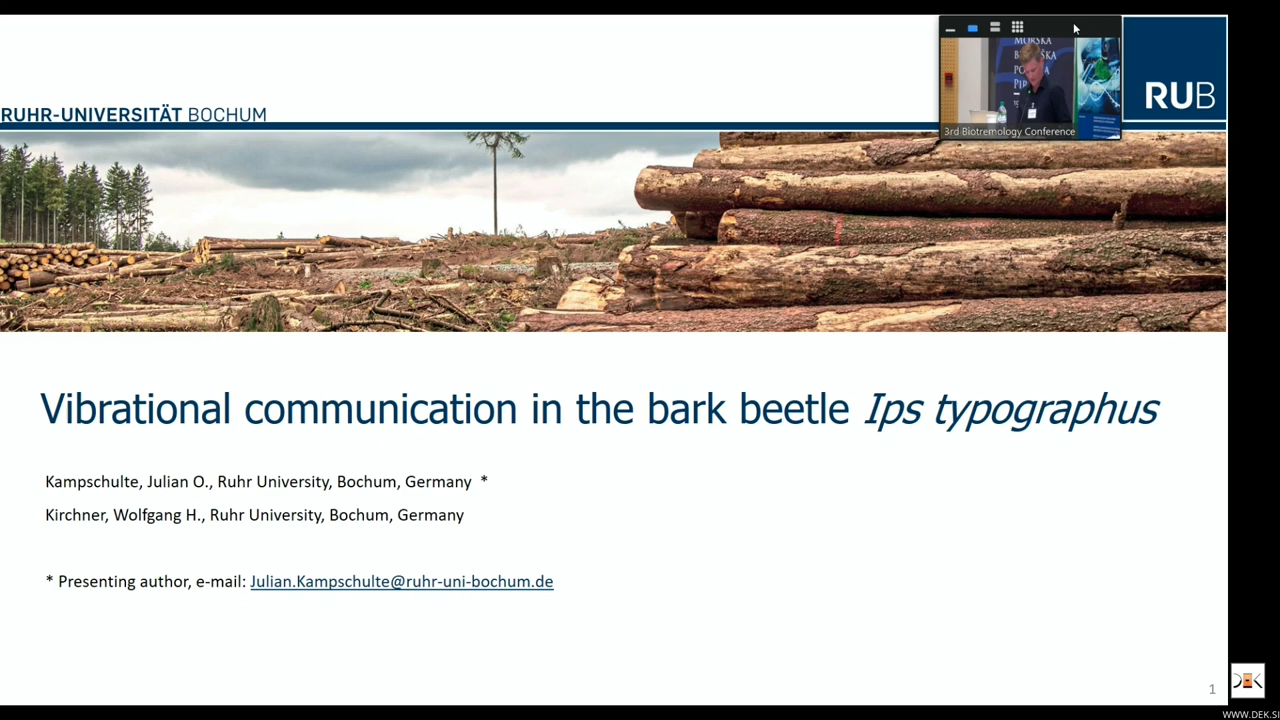 RUHR-UNIVERSITÄT BOCHUM
MORSKA
3rd Biotremology Conference
RUB
Vibrational communication in the bark beetle Ips typographus
Kampschulte, Julian O., Ruhr University, Bochum, Germany *
Kirchner, Wolfgang H., Ruhr University, Bochum, Germany
* Presenting author, e-mail: Julian.Kampschulte@ruhr-uni-bochum.de
1
DEK
WWW.DEK.SI